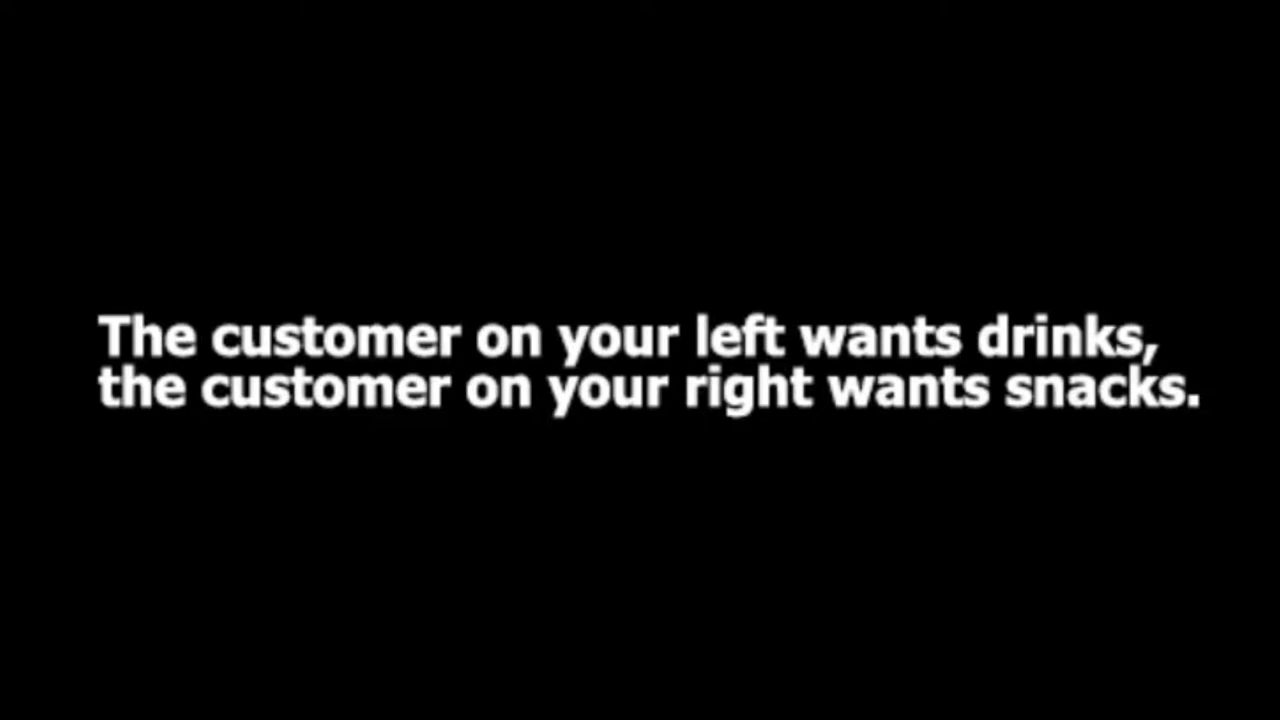 The customer on your left wants drinks,
the customer on your right wants snacks.